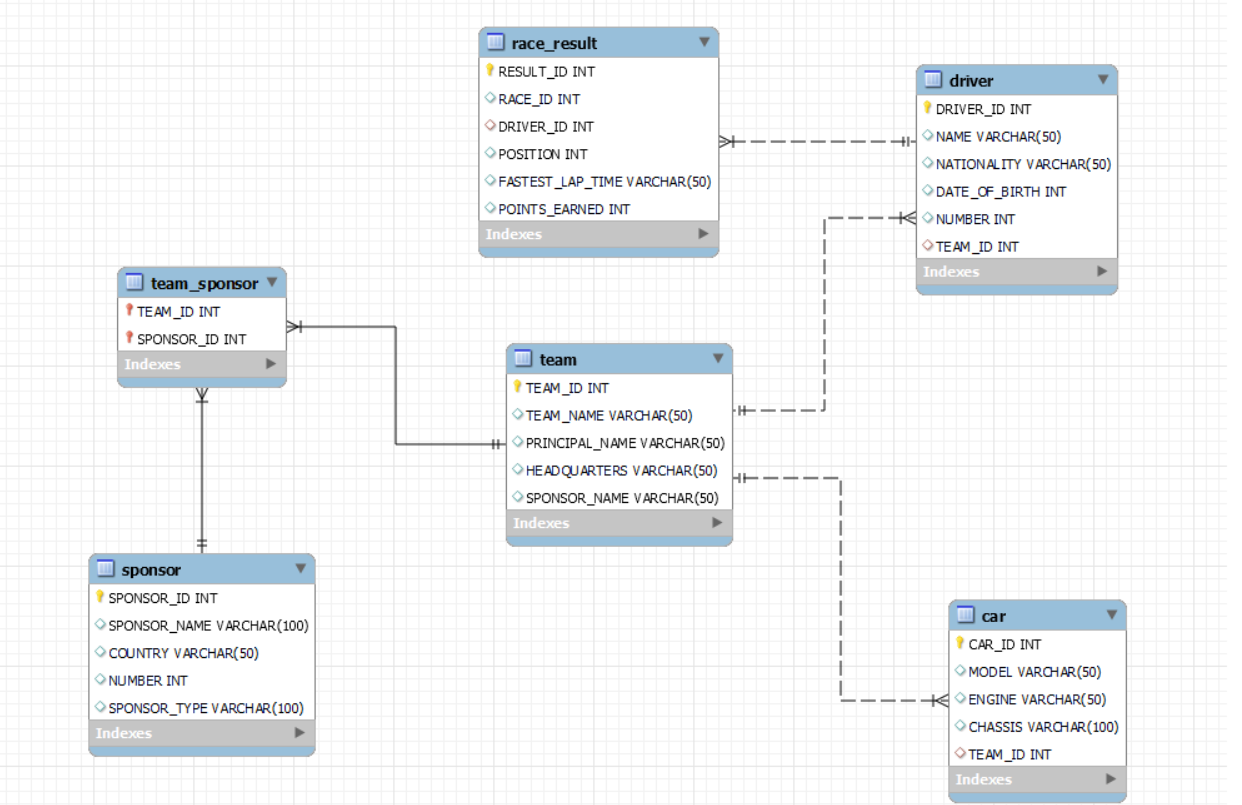 race_result
RESULT_ID INT
RACE_ID INT
DRIVER_ID INT
POSITION INT
FASTEST_LAP_TIME VARCHAR(50)
POINTS_EARNED INT
Indexes
driver
DRIVER_ID INT
NAME VARCHAR(50)
NATIONALITY VARCHAR(50)
DATE_OF_BIRTH INT
NUMBER INT
TEAM_ID INT
Indexes
team_sponsor
TEAM_ID INT
SPONSOR_ID INT
Indexes
team
TEAM_ID INT
TEAM_NAME VARCHAR(50)
PRINCIPAL_NAME VARCHAR(50)
HEADQUARTERS VARCHAR(50)
SPONSOR_NAME VARCHAR(50)
Indexes
sponsor
SPONSOR_ID INT
SPONSOR_NAME VARCHAR(100)
COUNTRY VARCHAR(50)
NUMBER INT
SPONSOR_TYPE VARCHAR(100)
Indexes
car
CAR_ID INT
MODEL VARCHAR(50)
ENGINE VARCHAR(50)
CHASSIS VARCHAR(100)
TEAM_ID INT
Indexes